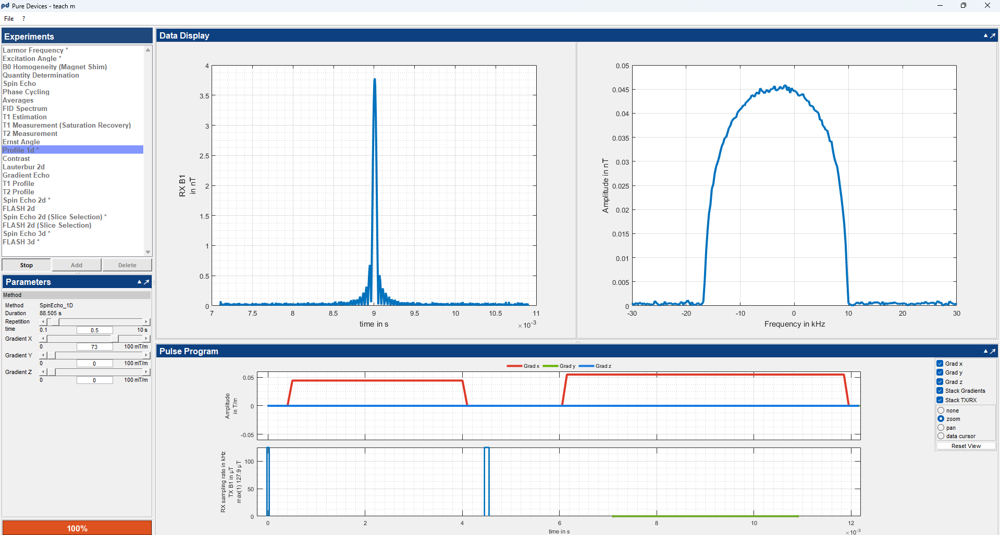 pd Pure Devices - teach m
File ?
Experiments
Larmor Frequency *
Excitation Angle *
B0 Homogeneity (Magnet Shim)
Quantity Determination
Spin Echo
Phase Cycling
Averages
FID Spectrum
T1 Estimation
T1 Measurement (Saturation Recovery)
T2 Measurement
Ernst Angle
Profile 1d *
Contrast
Lauterbur 2d
Gradient Echo
T1 Profile
T2 Profile
Spin Echo 2d *
FLASH 2d
Spin Echo 2d (Slice Selection) *
FLASH 2d (Slice Selection)
Spin Echo 3d *
FLASH 3d *
Stop Add Delete
Parameters
Method
Method SpinEcho_1D
Duration 88.505 s
Repetition
time 0.1 0.5 10 s
Gradient X
0 73 100 mT/m
Gradient Y
0 0 100 mT/m
Gradient Z
0 0 100 mT/m
100%
Data Display
4
3.5
3
2.5
2
1.5
1
0.5
0
RX B1
in nT
7 7.5 8 8.5 9 9.5 10 10.5 11
time in s
×10⁻³
0.05
0.045
0.04
0.035
0.03
0.025
0.02
0.015
0.01
0.005
0
Amplitude in nT
-30 -20 -10 0 10 20 30
Frequency in kHz
Pulse Program
Grad x Grad y Grad z
0.05
0
-0.05
Amplitude
in T/m
100
50
0
RX sampling rate in kHz
TX B1 in µT
max(1) 127.9 µT
0 2 4 6 8 10 12
time in s
×10⁻³
Grad x
Grad y
Grad z
Stack Gradients
Stack TX/RX
none
zoom
pan
data cursor
Reset View